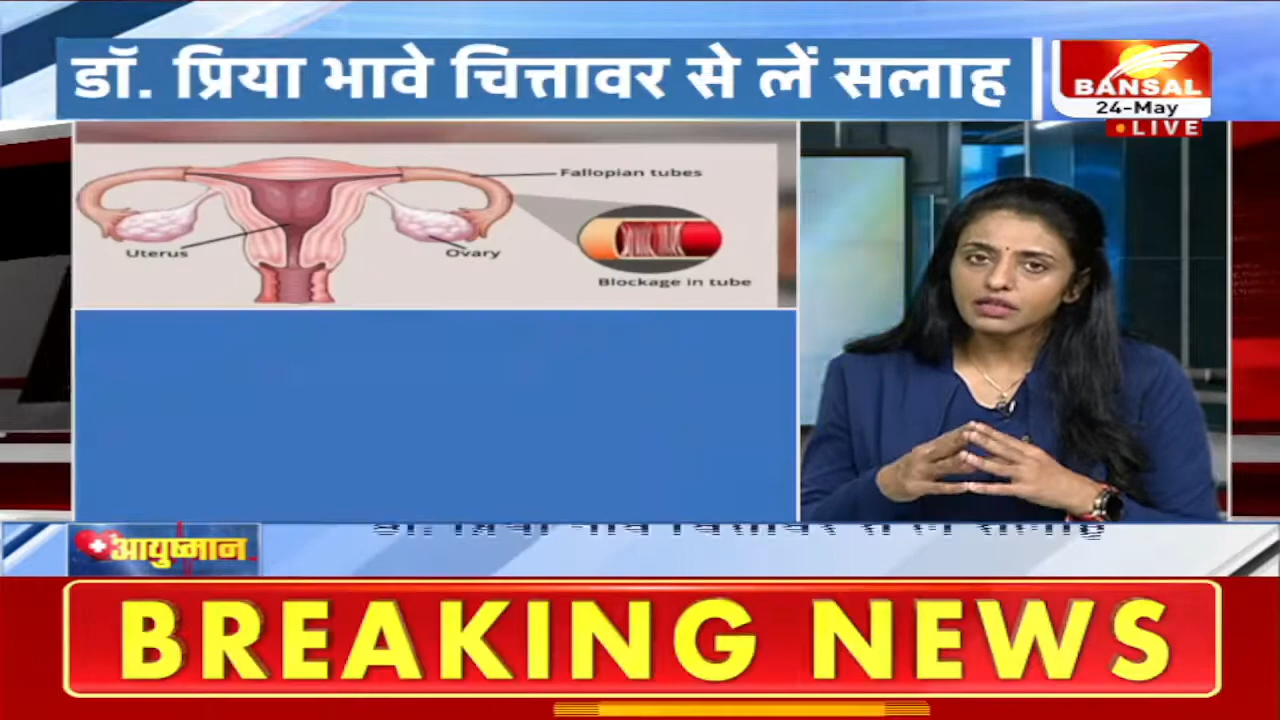 डॉ. प्रिया भावे चित्तावर से लें सलाह
BANSAL
24-May
LIVE
Fallopian tubes
Uterus
Ovary
Blockage in tube
आयुष्मान
BREAKING NEWS